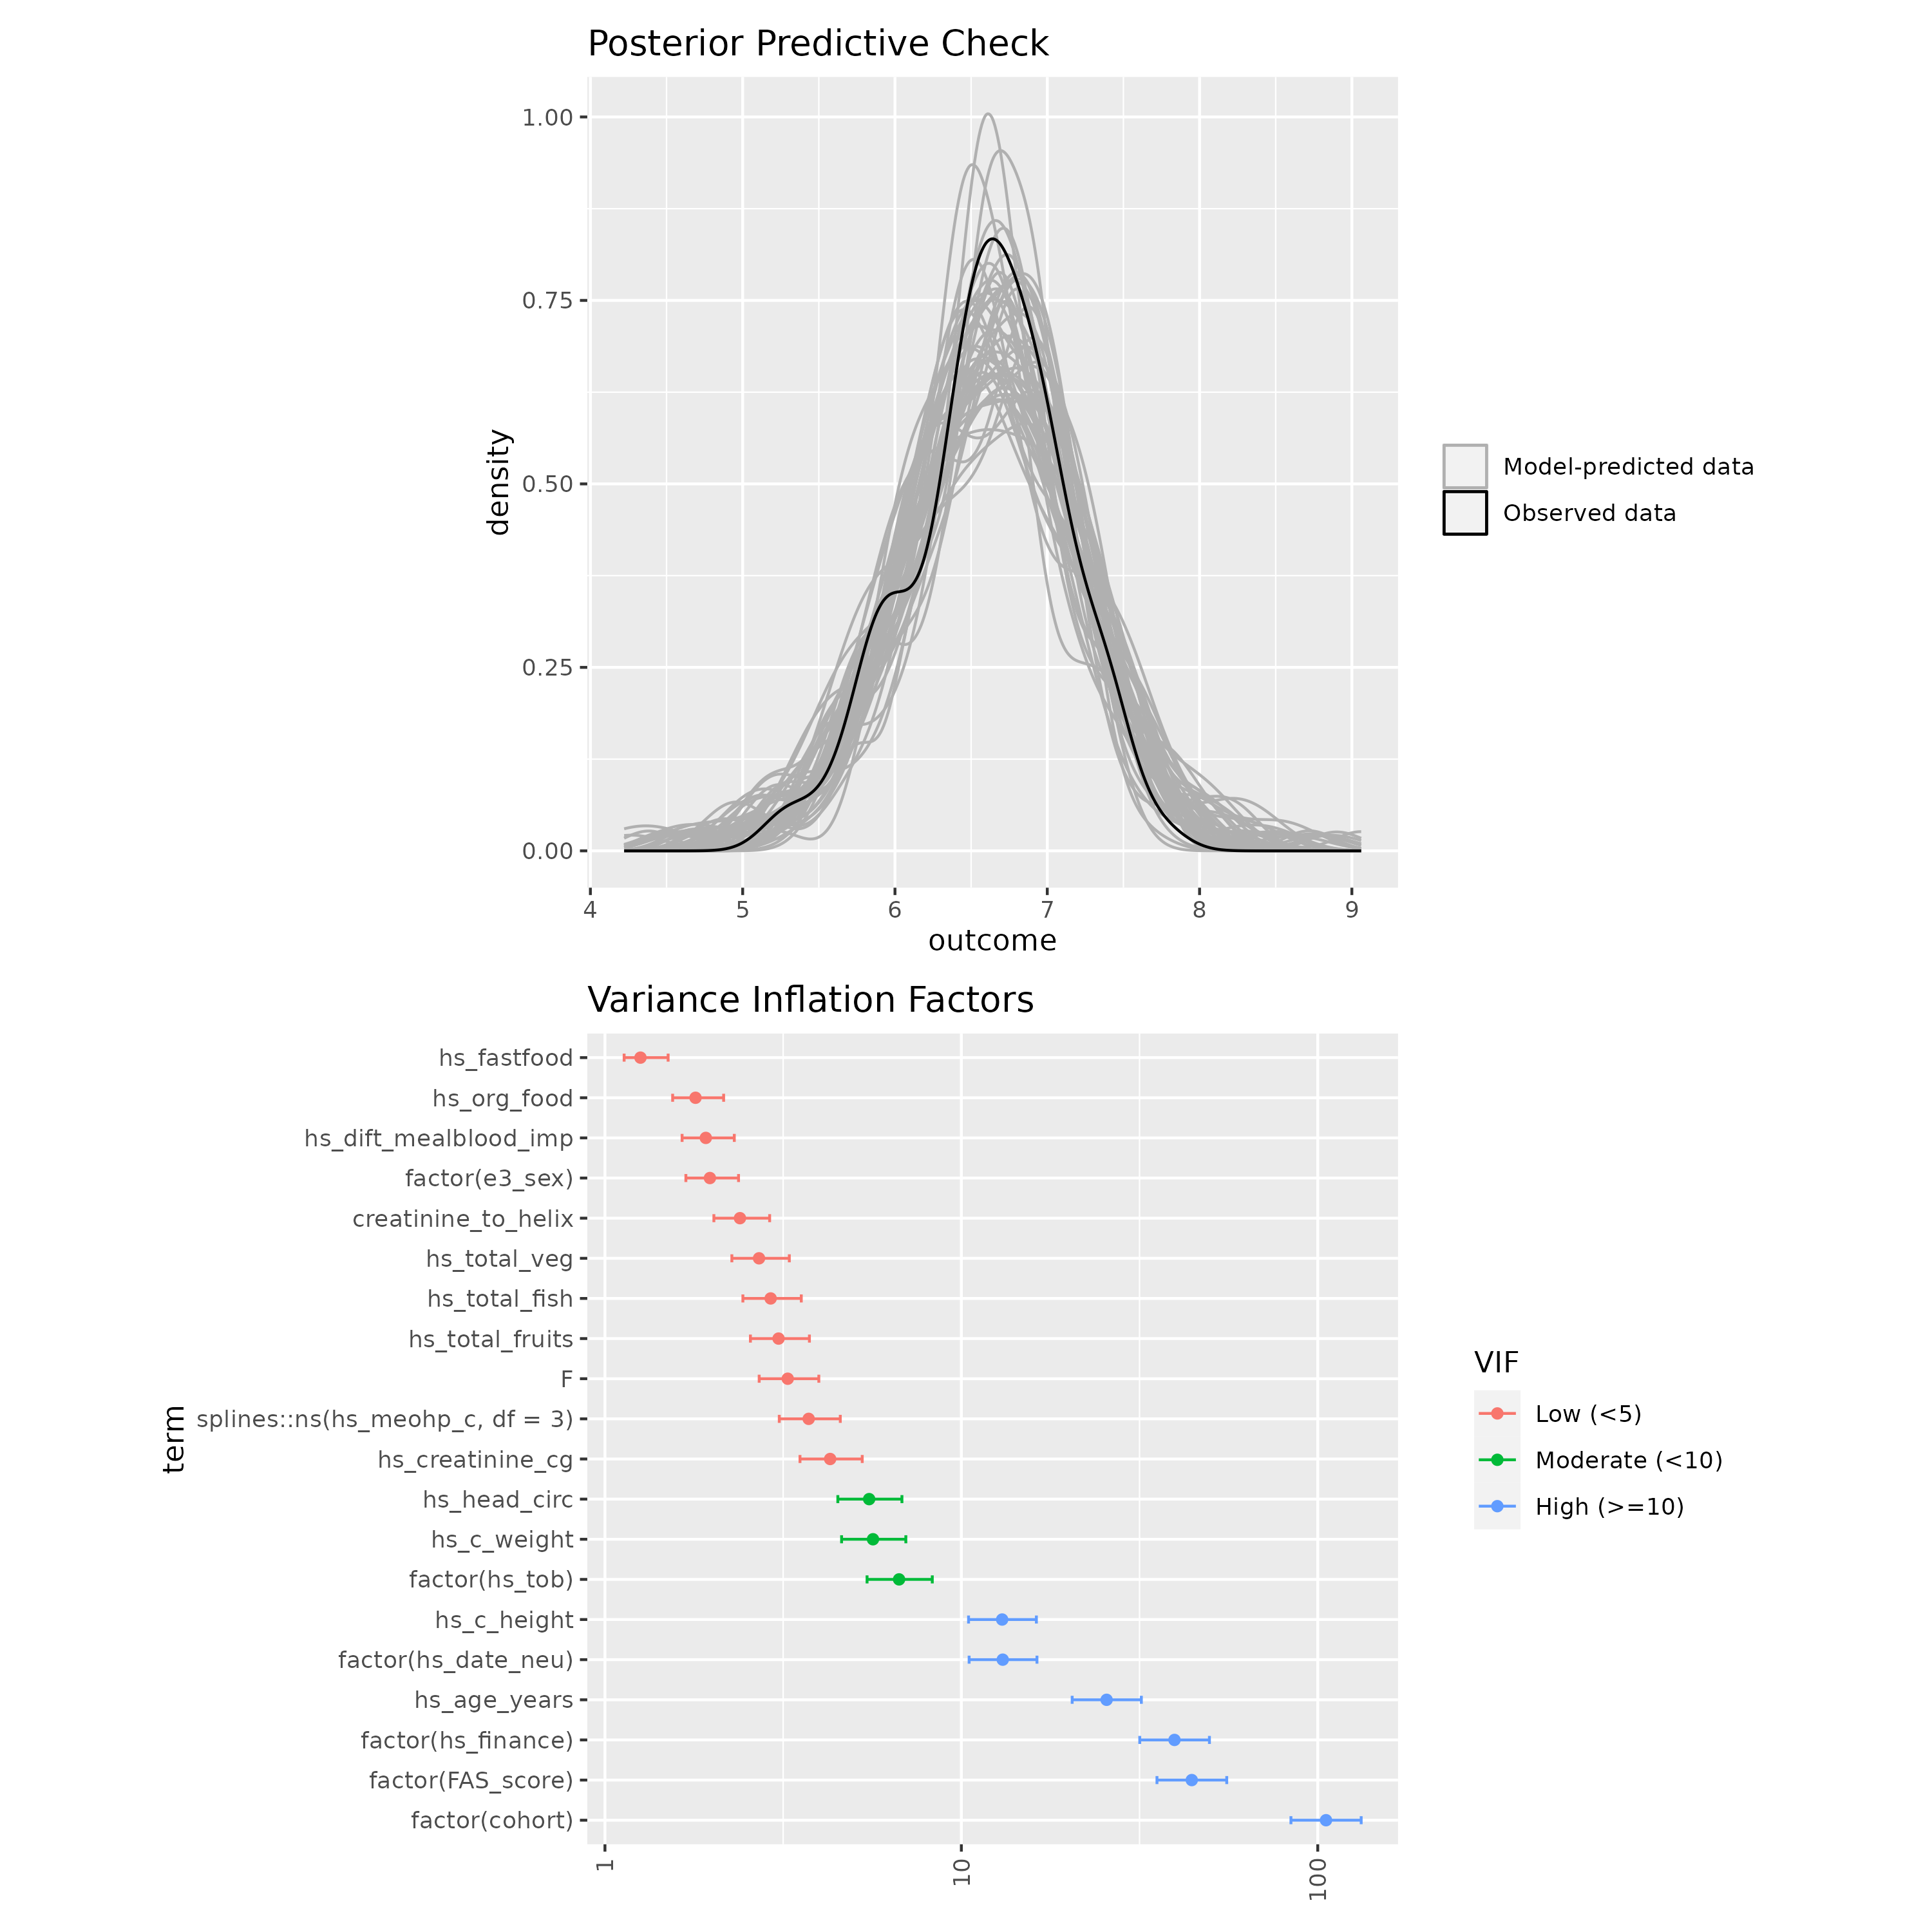 Posterior Predictive Check
1.00
0.75
0.50
0.25
0.00
density
4 5 6 7 8 9
outcome
Model-predicted data
Observed data
Variance Inflation Factors
hs_fastfood
hs_org_food
hs_dift_mealblood_imp
factor(e3_sex)
creatinine_to_helix
hs_total_veg
hs_total_fish
hs_total_fruits
F
splines::ns(hs_meohp_c, df = 3)
hs_creatinine_cg
hs_head_circ
hs_c_weight
factor(hs_tob)
hs_c_height
factor(hs_date_neu)
hs_age_years
factor(hs_finance)
factor(FAS_score)
factor(cohort)
term
1 10 100
VIF
Low (<5)
Moderate (<10)
High (>=10)